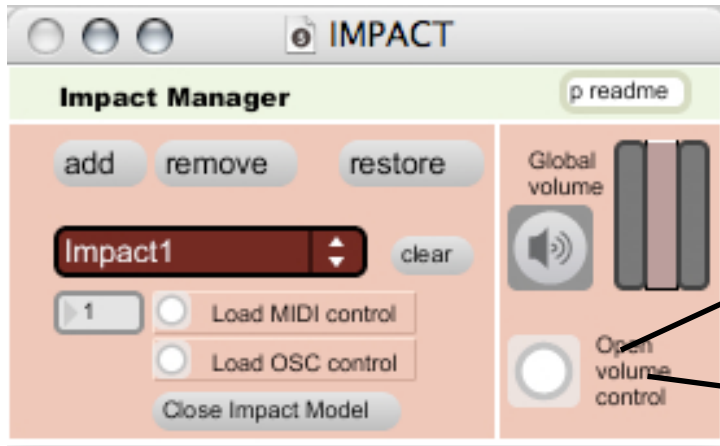 IMPACT
Impact Manager
p readme
add remove restore
Global
volume
Impact1
clear
1
Load MIDI control
Load OSC control
Close Impact Model
Open
volume
control